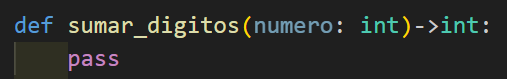 def sumar_digitos(numero: int)->int:
    pass